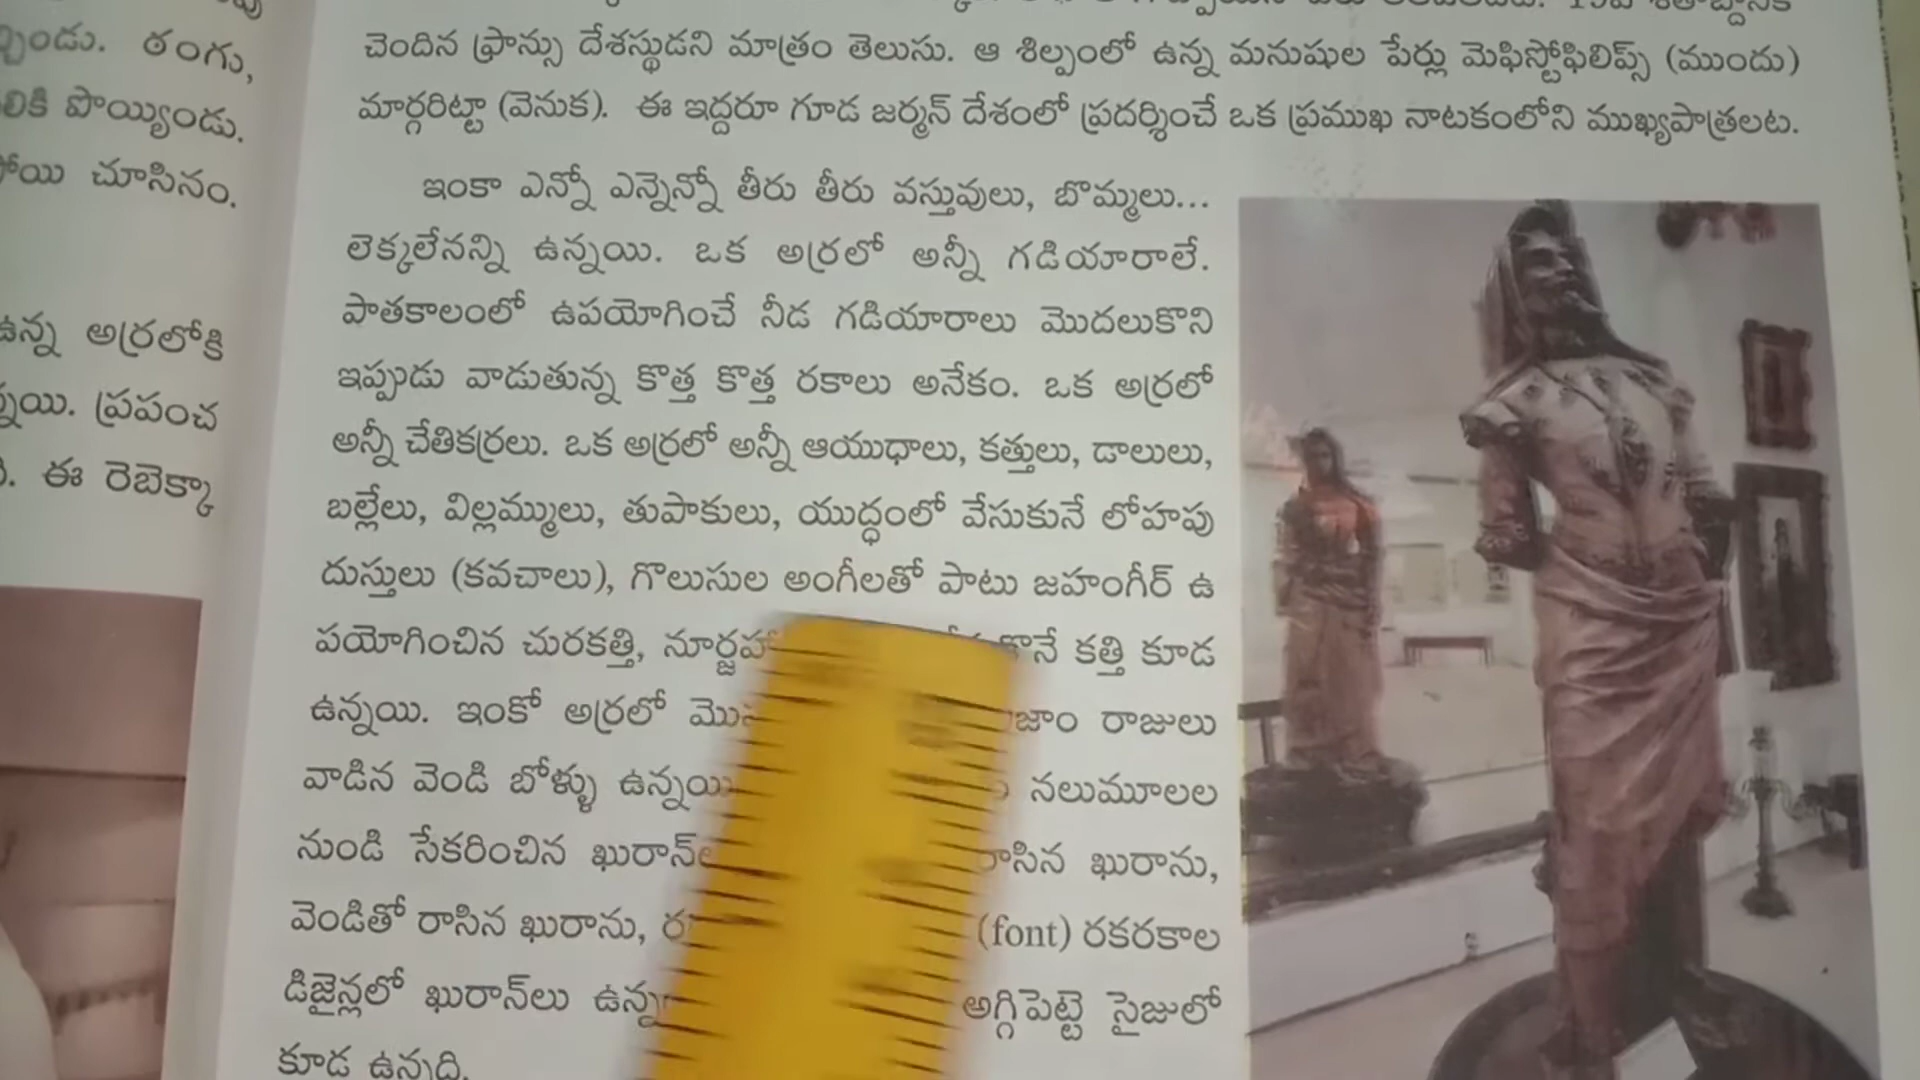 చెందిన ఫ్రాన్సు దేశస్థుడని మాత్రం తెలుసు. ఆ శిల్పంలో ఉన్న మనుషుల పేర్లు మెఫిస్టోఫిలిప్స్ (ముందు)
మార్గరిట్టా (వెనుక). ఈ ఇద్దరూ గూడ జర్మన్ దేశంలో ప్రదర్శించే ఒక ప్రముఖ నాటకంలోని ముఖ్యపాత్రలట.
ఇంకా ఎన్నో ఎన్నెన్నో తీరు తీరు వస్తువులు, బొమ్మలు...
లెక్కలేనన్ని ఉన్నయి. ఒక అర్రలో అన్నీ గడియారాలే.
పాతకాలంలో ఉపయోగించే నీడ గడియారాలు మొదలుకొని
ఇప్పుడు వాడుతున్న కొత్త కొత్త రకాలు అనేకం. ఒక అర్రలో
అన్నీ చేతికర్రలు. ఒక అర్రలో అన్నీ ఆయుధాలు, కత్తులు, డాలులు,
బల్లేలు, విల్లమ్ములు, తుపాకులు, యుద్ధంలో వేసుకునే లోహపు
దుస్తులు (కవచాలు), గొలుసుల అంగీలతో పాటు జహంగీర్ ఉ
పయోగించిన చురకత్తి, కత్తి కూడ
ఉన్నయి. ఇంకో అర్రలో రాజులు
వాడిన వెండి బోళ్ళు నలుమూలల
నుండి సేకరించిన ఖురాను,
వెండితో రాసిన ఖురాను, (font) రకరకాల
డిజైన్లలో ఖురాన్‌లు అగ్గిపెట్టె సైజులో
కూడ ఉన్నది.
తంగు,
పొయ్యిండు.
చూసినం.
ఉన్న అర్రలోకి
ప్రపంచ
ఈ రెబెక్కా